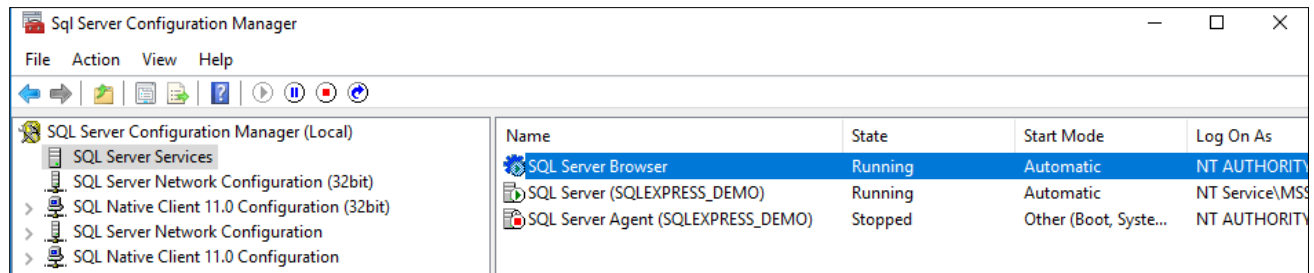 Sql Server Configuration Manager
File Action View Help
SQL Server Configuration Manager (Local)
SQL Server Services
SQL Server Network Configuration (32bit)
SQL Native Client 11.0 Configuration (32bit)
SQL Server Network Configuration
SQL Native Client 11.0 Configuration
Name State Start Mode Log On As
SQL Server Browser Running Automatic NT AUTHORITY
SQL Server (SQLEXPRESS_DEMO) Running Automatic NT Service\MSS
SQL Server Agent (SQLEXPRESS_DEMO) Stopped Other (Boot, Syste... NT AUTHORITY